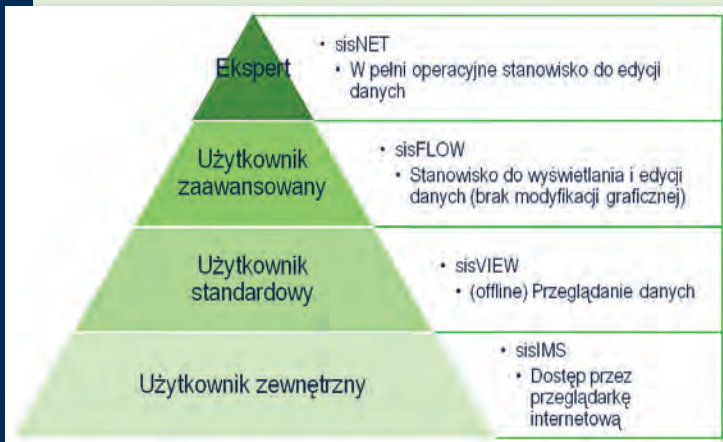 Ekspert
• sisNET
• W pełni operacyjne stanowisko do edycji
danych
Użytkownik
zaawansowany
• sisFLOW
• Stanowisko do wyświetlania i edycji
danych (brak modyfikacji graficznej)
Użytkownik
standardowy
• sisVIEW
• (offline) Przeglądanie danych
Użytkownik zewnętrzny
• sisIMS
• Dostęp przez
przeglądarkę
internetową